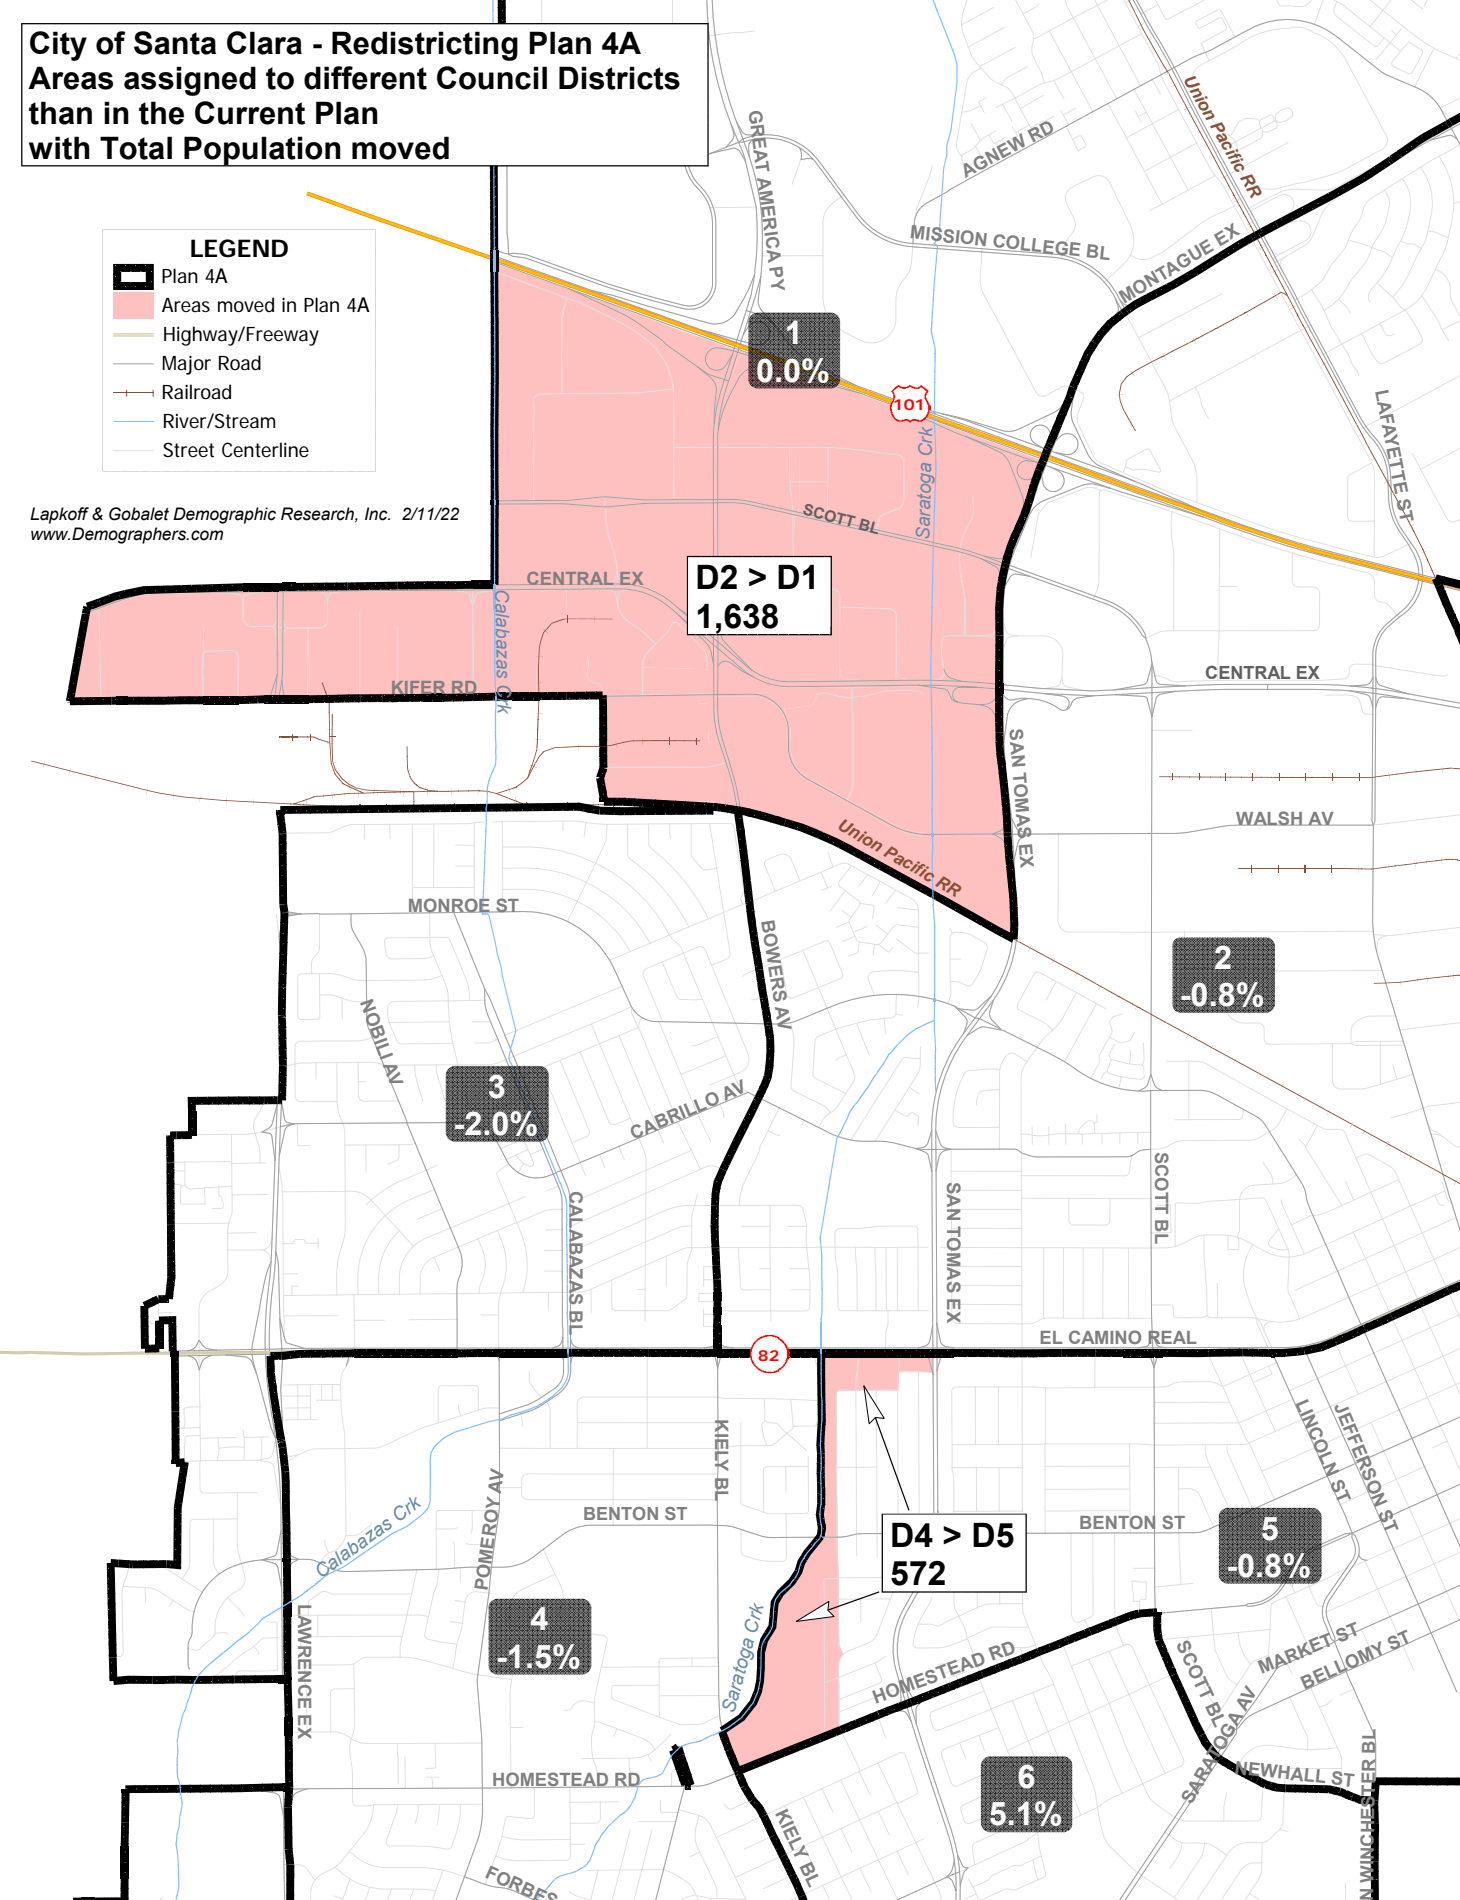 City of Santa Clara - Redistricting Plan 4A
Areas assigned to different Council Districts
than in the Current Plan
with Total Population moved
LEGEND
Plan 4A
Areas moved in Plan 4A
Highway/Freeway
Major Road
Railroad
River/Stream
Street Centerline
Lapkoff & Gobalet Demographic Research, Inc. 2/11/22
www.Demographers.com
GREAT AMERICA PY
AGNEW RD
Union Pacific RR
MISSION COLLEGE BL
MONTAGUE EX
1
0.0%
101
Saratoga Crk
LAFAYETTE ST
SCOTT BL
CENTRAL EX
D2 > D1
1,638
Calabazas Crk
KIFER RD
CENTRAL EX
SAN TOMAS EX
WALSH AV
Union Pacific RR
MONROE ST
BOWERS AV
2
-0.8%
NOBILI AV
3
-2.0%
CABRILLO AV
CALABAZAS BL
SAN TOMAS EX
SCOTT BL
EL CAMINO REAL
82
KIELY BL
LINCOLN ST
JEFFERSON ST
POMEROY AV
BENTON ST
BENTON ST
Calabazas Crk
D4 > D5
572
5
-0.8%
LAWRENCE EX
4
-1.5%
Saratoga Crk
HOMESTEAD RD
SCOTT BL
MARKET ST
BELLOMY ST
SARATOGA AV
HOMESTEAD RD
6
5.1%
NEWHALL ST
N WINCHESTER BL
KIELY BL
FORBES